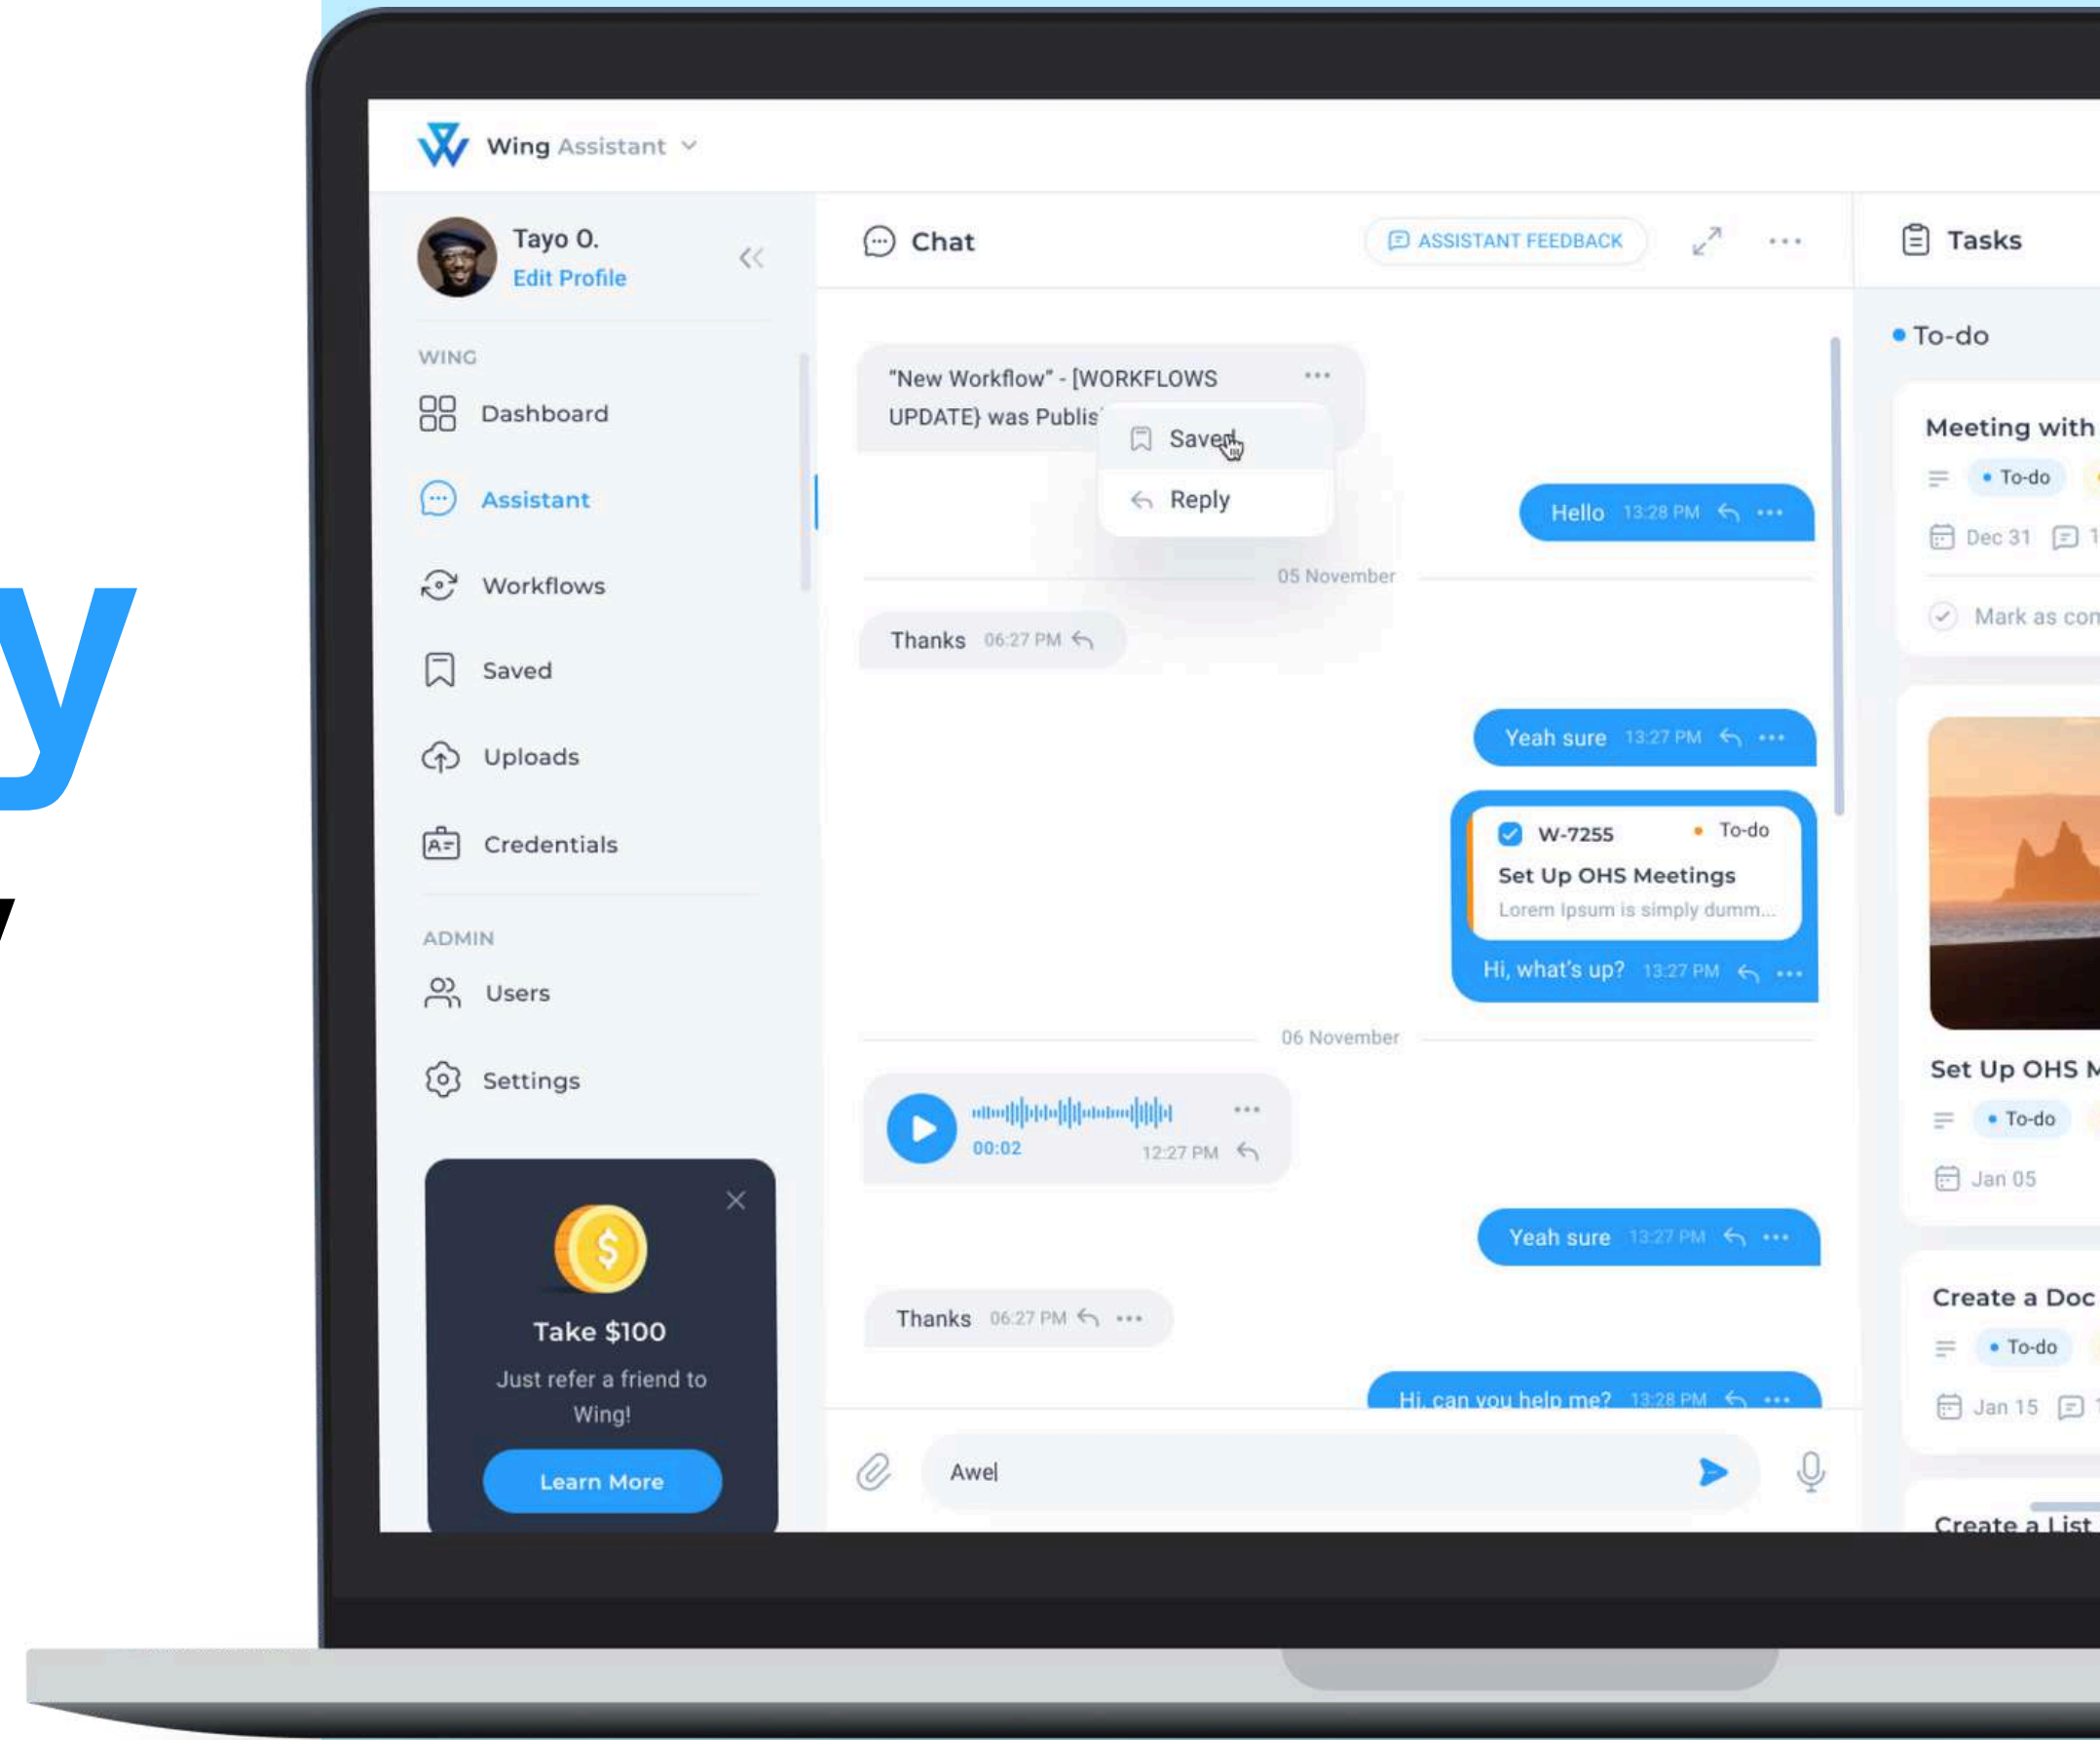 y
y
Wing Assistant
Tayo O.
Edit Profile
WING
Dashboard
Assistant
Workflows
Saved
Uploads
Credentials
ADMIN
Users
Settings
$
Take $100
Just refer a friend to
Wing!
Learn More
Chat
ASSISTANT FEEDBACK
"New Workflow" - [WORKFLOWS
UPDATE} was Publis
Saved
Reply
Hello 13:28 PM
05 November
Thanks 06:27 PM
Yeah sure 13:27 PM
W-7255 To-do
Set Up OHS Meetings
Lorem Ipsum is simply dumm...
Hi, what's up? 13:27 PM
06 November
00:02 12:27 PM
Yeah sure 13:27 PM
Thanks 06:27 PM
Hi, can you help me? 13:28 PM
Awe
Tasks
To-do
Meeting with
To-do
Dec 31 1
Mark as con
Set Up OHS M
To-do
Jan 05
Create a Doc
To-do
Jan 15 1
Create a List